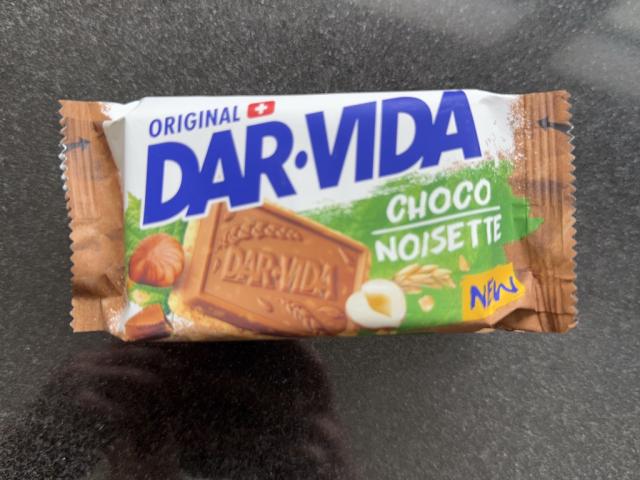 ORIGINAL
DAR·VIDA
CHOCO
NOISETTE
DAR·VIDA
NEW